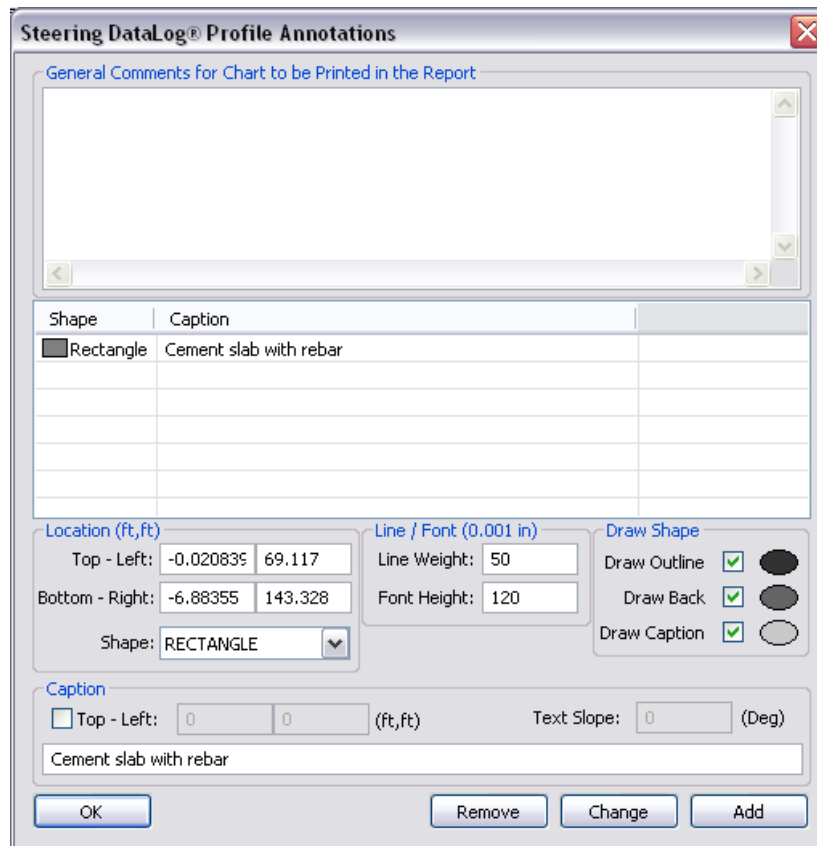 Steering DataLog® Profile Annotations
General Comments for Chart to be Printed in the Report
Shape Caption
Rectangle Cement slab with rebar
Location (ft,ft) Line / Font (0.001 in) Draw Shape
Top - Left: -0.020839 69.117 Line Weight: 50 Draw Outline
Bottom - Right: -6.88355 143.328 Font Height: 120 Draw Back
Shape: RECTANGLE Draw Caption
Caption
Top - Left: 0 0 (ft,ft) Text Slope: 0 (Deg)
Cement slab with rebar
OK Remove Change Add